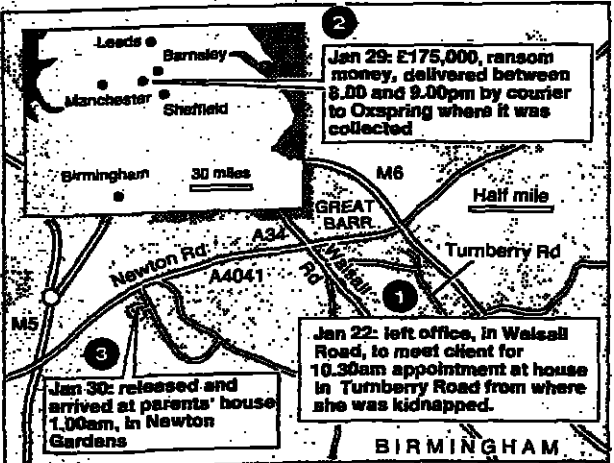 2
Leeds
Barnsley
Manchester
Sheffield
Birmingham
30 miles
Jan 29: £175,000, ransom
money, delivered between
8.00 and 9.00pm by courier
to Oxspring where it was
collected
M6
Half mile
GREAT
BARR
A34
Newton Rd
A4041
Walsall
Rd
Turnberry Rd
M5
1
Jan 22: left office, in Walsall
Road, to meet client for
10.30am appointment at house
in Turnberry Road from where
she was kidnapped.
3
Jan 30: released and
arrived at parents' house
1.00am, in Newton
Gardens
BIRMINGHAM